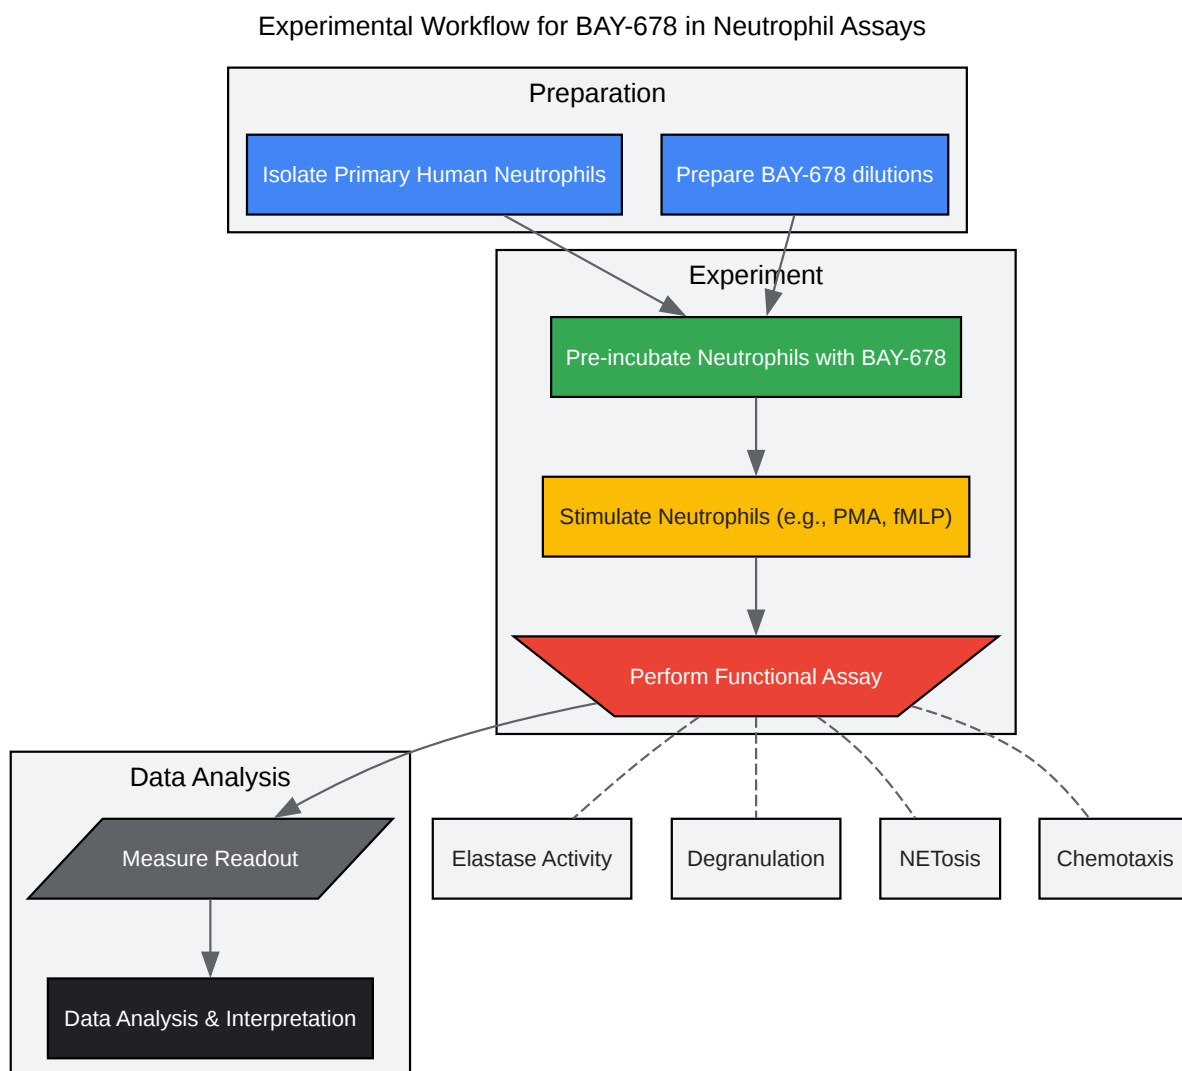 Experimental Workflow for BAY-678 in Neutrophil Assays
Preparation
Isolate Primary Human Neutrophils
Prepare BAY-678 dilutions
Experiment
Pre-incubate Neutrophils with BAY-678
Stimulate Neutrophils (e.g., PMA, fMLP)
Perform Functional Assay
Data Analysis
Measure Readout
Elastase Activity
Degranulation
NETosis
Chemotaxis
Data Analysis & Interpretation